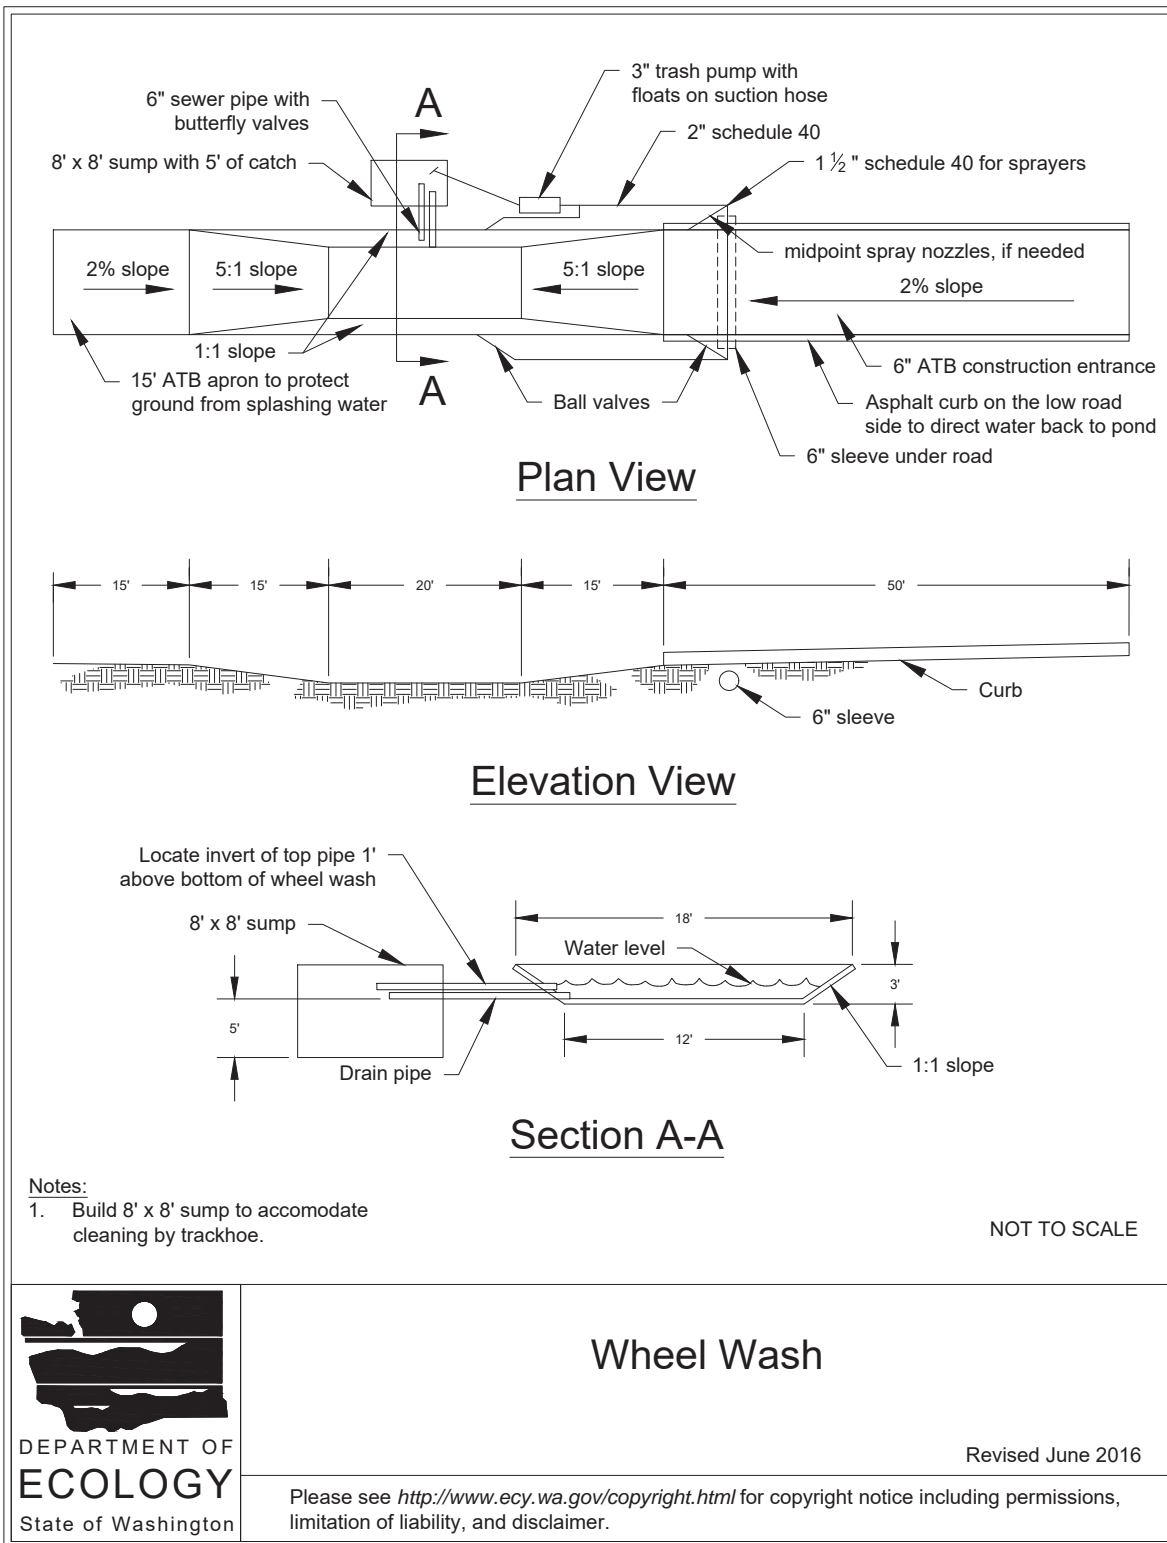 3" trash pump with
floats on suction hose
6" sewer pipe with
butterfly valves
A
2" schedule 40
8' x 8' sump with 5' of catch
1 ½ " schedule 40 for sprayers
midpoint spray nozzles, if needed
2% slope
5:1 slope
5:1 slope
2% slope
1:1 slope
15' ATB apron to protect
ground from splashing water
A
Ball valves
6" ATB construction entrance
Asphalt curb on the low road
side to direct water back to pond
6" sleeve under road
Plan View
15'
15'
20'
15'
50'
Curb
6" sleeve
Elevation View
Locate invert of top pipe 1'
above bottom of wheel wash
8' x 8' sump
18'
Water level
3'
5'
12'
Drain pipe
1:1 slope
Section A-A
Notes:
1. Build 8' x 8' sump to accomodate
cleaning by trackhoe.
NOT TO SCALE
DEPARTMENT OF
ECOLOGY
State of Washington
Wheel Wash
Revised June 2016
Please see http://www.ecy.wa.gov/copyright.html for copyright notice including permissions,
limitation of liability, and disclaimer.